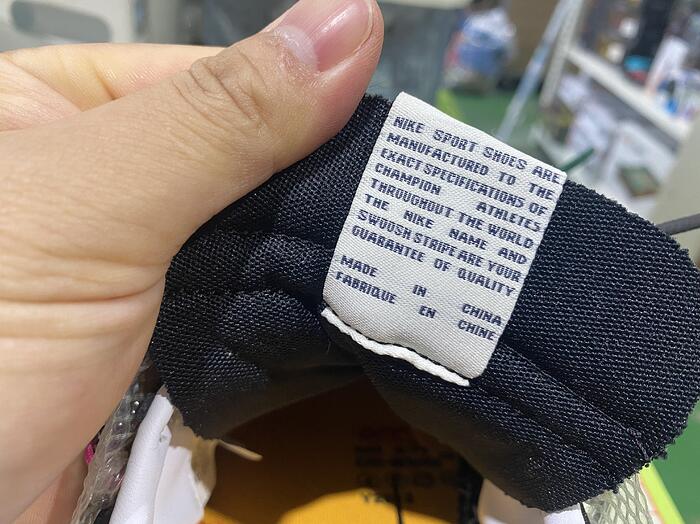 NIKE SPORT SHOES ARE
MANUFACTURED TO THE
EXACT SPECIFICATIONS OF
CHAMPION ATHLETES
THROUGHOUT THE WORLD
THE NIKE NAME AND
SWOOSH STRIPE ARE YOUR
GUARANTEE OF QUALITY
MADE IN CHINA
FABRIQUE EN CHINE